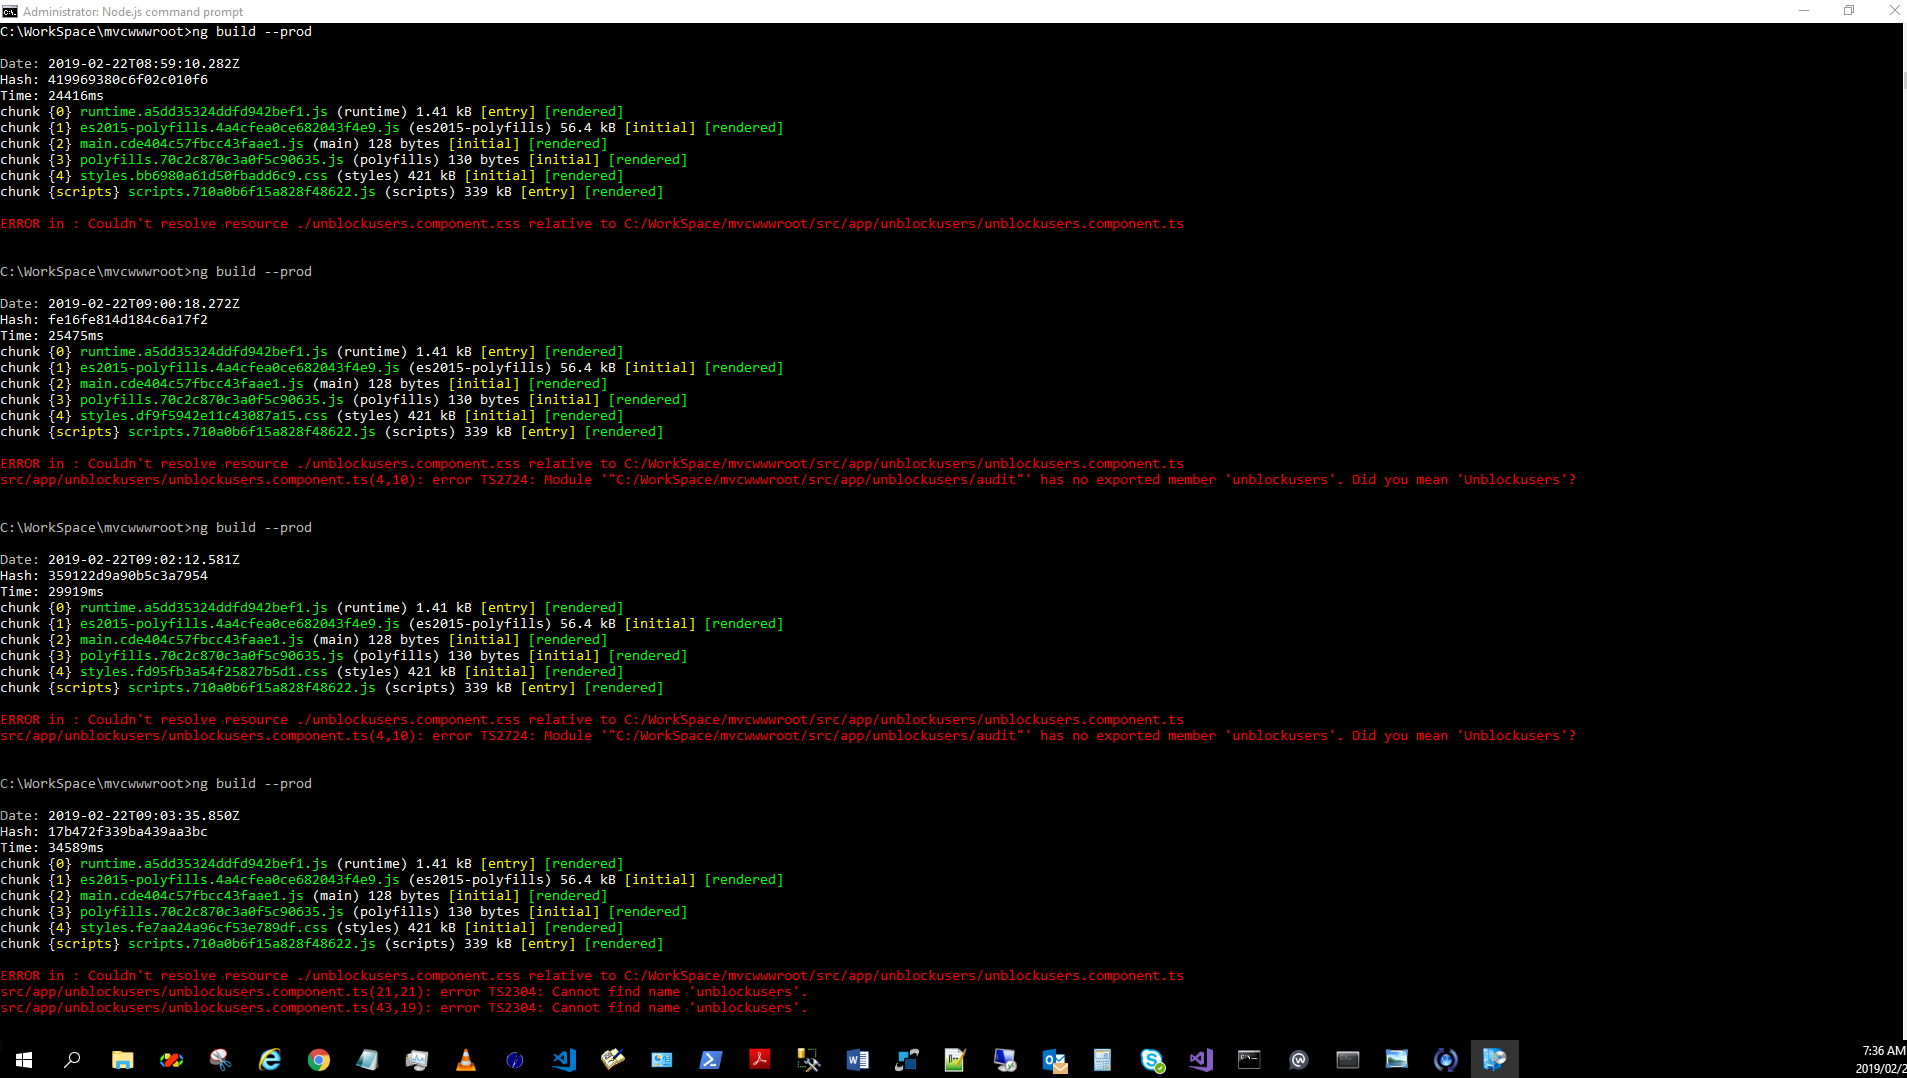 Administrator: Node.js command prompt
C:\WorkSpace\mvcwwwroot>ng build --prod
Date: 2019-02-22T08:59:10.282Z
Hash: 419969380c6f02c010f6
Time: 24416ms
chunk {0} runtime.a5dd35324ddfd942bef1.js (runtime) 1.41 kB [entry] [rendered]
chunk {1} es2015-polyfills.4a4cfea0ce682043f4e9.js (es2015-polyfills) 56.4 kB [initial] [rendered]
chunk {2} main.cde404c57fbcc43faae1.js (main) 128 bytes [initial] [rendered]
chunk {3} polyfills.70c2c870c3a0f5c90635.js (polyfills) 130 bytes [initial] [rendered]
chunk {4} styles.bb6980a61d50fbadd6c9.css (styles) 421 kB [initial] [rendered]
chunk {scripts} scripts.710a0b6f15a828f48622.js (scripts) 339 kB [entry] [rendered]
ERROR in : Couldn't resolve resource ./unblockusers.component.css relative to C:/WorkSpace/mvcwwwroot/src/app/unblockusers/unblockusers.component.ts
C:\WorkSpace\mvcwwwroot>ng build --prod
Date: 2019-02-22T09:00:18.272Z
Hash: fe16fe814d184c6a17f2
Time: 25475ms
chunk {0} runtime.a5dd35324ddfd942bef1.js (runtime) 1.41 kB [entry] [rendered]
chunk {1} es2015-polyfills.4a4cfea0ce682043f4e9.js (es2015-polyfills) 56.4 kB [initial] [rendered]
chunk {2} main.cde404c57fbcc43faae1.js (main) 128 bytes [initial] [rendered]
chunk {3} polyfills.70c2c870c3a0f5c90635.js (polyfills) 130 bytes [initial] [rendered]
chunk {4} styles.df9f5942e11c43087a15.css (styles) 421 kB [initial] [rendered]
chunk {scripts} scripts.710a0b6f15a828f48622.js (scripts) 339 kB [entry] [rendered]
ERROR in : Couldn't resolve resource ./unblockusers.component.css relative to C:/WorkSpace/mvcwwwroot/src/app/unblockusers/unblockusers.component.ts
src/app/unblockusers/unblockusers.component.ts(4,10): error TS2724: Module '"C:/WorkSpace/mvcwwwroot/src/app/unblockusers/audit"' has no exported member 'unblockusers'. Did you mean 'Unblockusers'?
C:\WorkSpace\mvcwwwroot>ng build --prod
Date: 2019-02-22T09:02:12.581Z
Hash: 359122d9a90b5c3a7954
Time: 29919ms
chunk {0} runtime.a5dd35324ddfd942bef1.js (runtime) 1.41 kB [entry] [rendered]
chunk {1} es2015-polyfills.4a4cfea0ce682043f4e9.js (es2015-polyfills) 56.4 kB [initial] [rendered]
chunk {2} main.cde404c57fbcc43faae1.js (main) 128 bytes [initial] [rendered]
chunk {3} polyfills.70c2c870c3a0f5c90635.js (polyfills) 130 bytes [initial] [rendered]
chunk {4} styles.fd95fb3a54f25827b5d1.css (styles) 421 kB [initial] [rendered]
chunk {scripts} scripts.710a0b6f15a828f48622.js (scripts) 339 kB [entry] [rendered]
ERROR in : Couldn't resolve resource ./unblockusers.component.css relative to C:/WorkSpace/mvcwwwroot/src/app/unblockusers/unblockusers.component.ts
src/app/unblockusers/unblockusers.component.ts(4,10): error TS2724: Module '"C:/WorkSpace/mvcwwwroot/src/app/unblockusers/audit"' has no exported member 'unblockusers'. Did you mean 'Unblockusers'?
C:\WorkSpace\mvcwwwroot>ng build --prod
Date: 2019-02-22T09:03:35.850Z
Hash: 17b472f339ba439aa3bc
Time: 34589ms
chunk {0} runtime.a5dd35324ddfd942bef1.js (runtime) 1.41 kB [entry] [rendered]
chunk {1} es2015-polyfills.4a4cfea0ce682043f4e9.js (es2015-polyfills) 56.4 kB [initial] [rendered]
chunk {2} main.cde404c57fbcc43faae1.js (main) 128 bytes [initial] [rendered]
chunk {3} polyfills.70c2c870c3a0f5c90635.js (polyfills) 130 bytes [initial] [rendered]
chunk {4} styles.fe7aa24a96cf53e789df.css (styles) 421 kB [initial] [rendered]
chunk {scripts} scripts.710a0b6f15a828f48622.js (scripts) 339 kB [entry] [rendered]
ERROR in : Couldn't resolve resource ./unblockusers.component.css relative to C:/WorkSpace/mvcwwwroot/src/app/unblockusers/unblockusers.component.ts
src/app/unblockusers/unblockusers.component.ts(21,21): error TS2304: Cannot find name 'unblockusers'.
src/app/unblockusers/unblockusers.component.ts(43,19): error TS2304: Cannot find name 'unblockusers'.
7:36 AM
2019/02/2